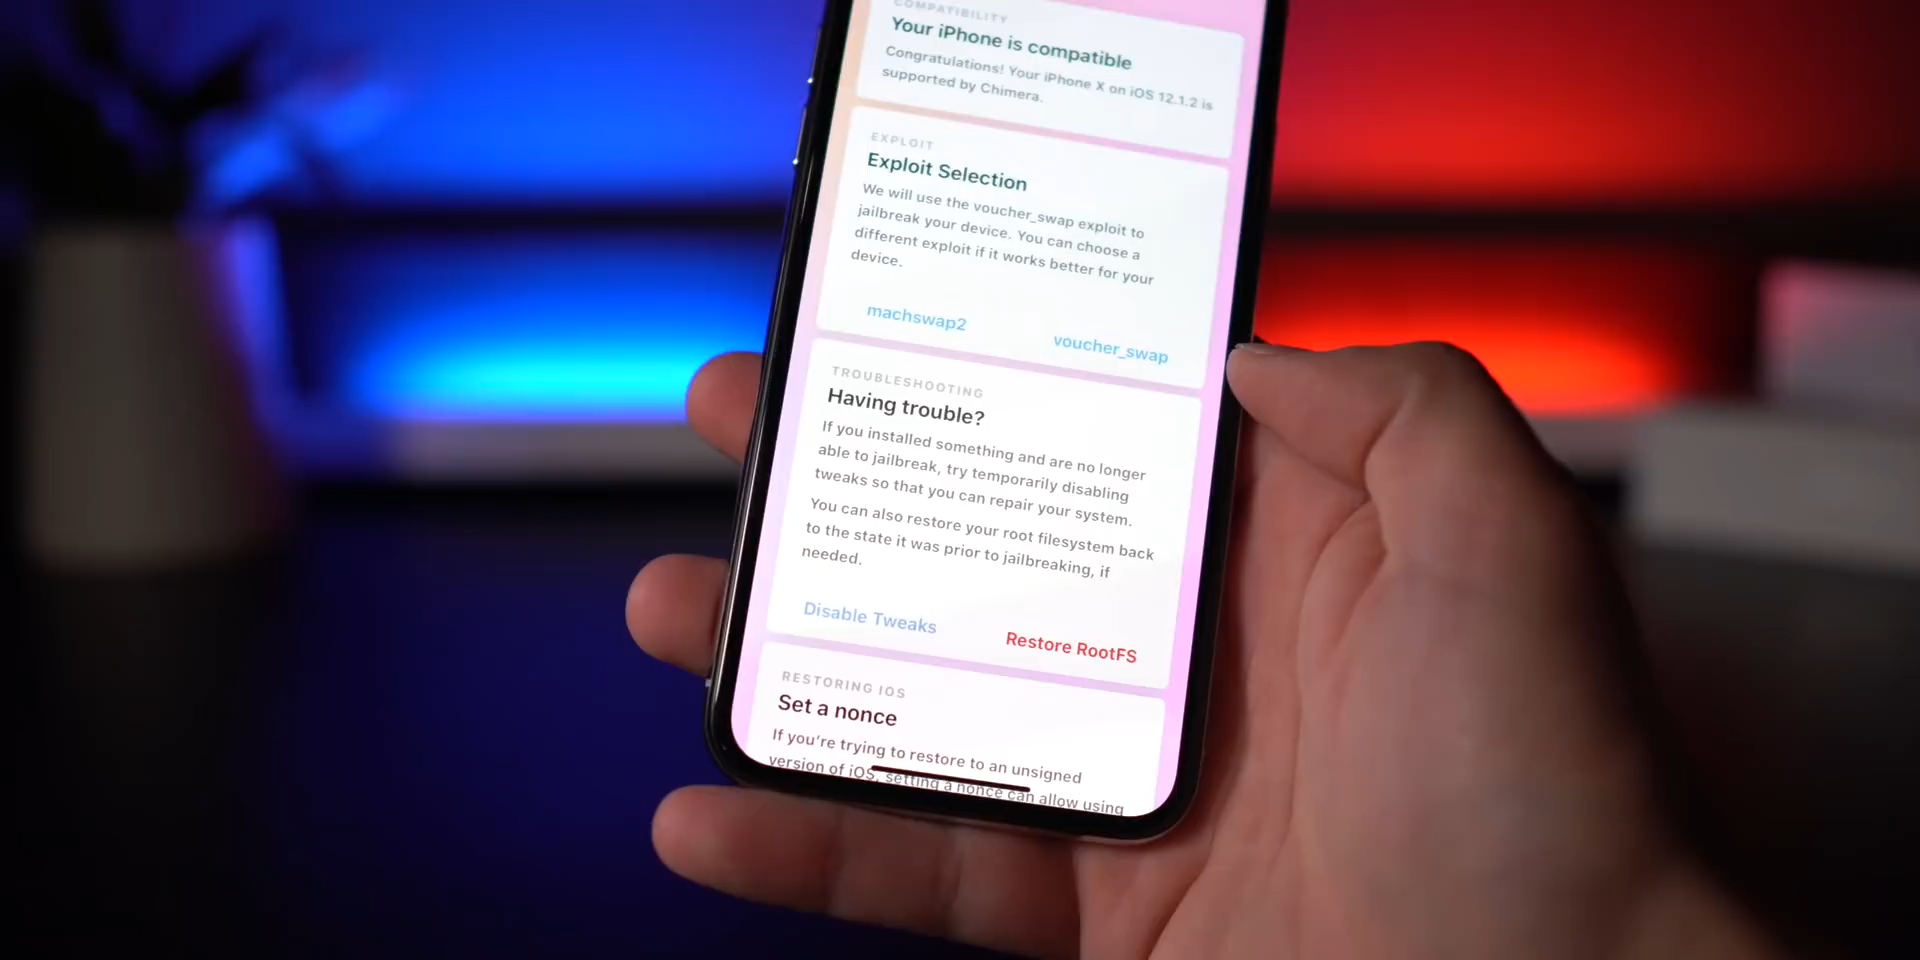 COMPATIBILITY
Your iPhone is compatible
Congratulations! Your iPhone X on iOS 12.1.2 is
supported by Chimera.
EXPLOIT
Exploit Selection
We will use the voucher_swap exploit to
jailbreak your device. You can choose a
different exploit if it works better for your
device.
machswap2
voucher_swap
TROUBLESHOOTING
Having trouble?
If you installed something and are no longer
able to jailbreak, try temporarily disabling
tweaks so that you can repair your system.
You can also restore your root filesystem back
to the state it was prior to jailbreaking, if
needed.
Disable Tweaks
Restore RootFS
RESTORING IOS
Set a nonce
If you're trying to restore to an unsigned
version of iOS, setting a nonce can allow using